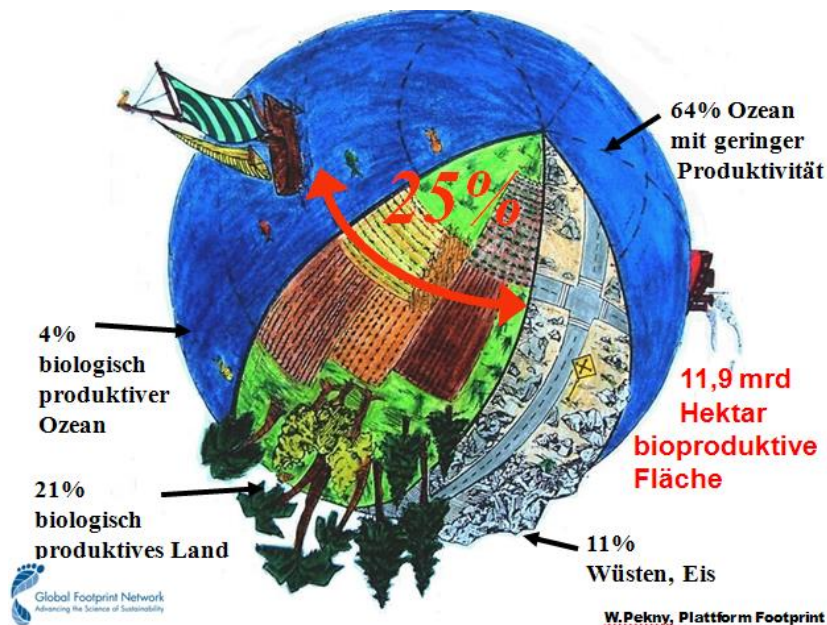 64% Ozean
mit geringer
Produktivität
25%
4%
biologisch
produktiver
Ozean
11,9 mrd
Hektar
bioproduktive
Fläche
21%
biologisch
produktives Land
11%
Wüsten, Eis
Global Footprint Network
Advancing the Science of Sustainability
W.Pekny, Plattform Footprint